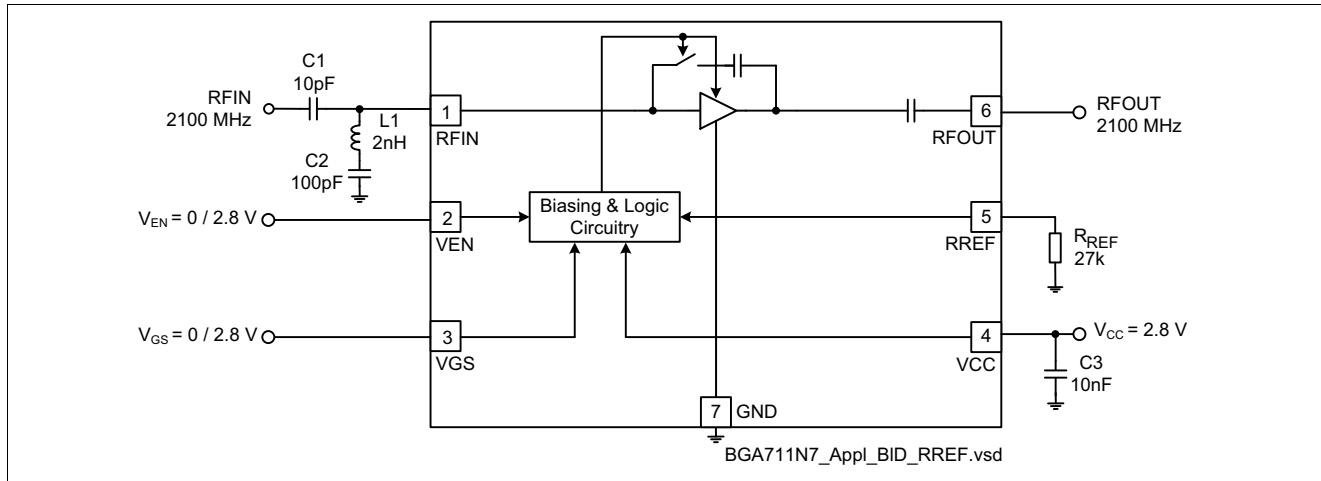 C1
10pF
RFIN
2100 MHz
L1
2nH
C2
100pF
1
RFIN
6
RFOUT
RFOUT
2100 MHz
VEN = 0 / 2.8 V
2
VEN
Biasing & Logic
Circuitry
5
RREF
RREF
27k
VGS = 0 / 2.8 V
3
VGS
4
VCC
VCC = 2.8 V
C3
10nF
7
GND
BGA711N7_Appl_BID_RREF.vsd